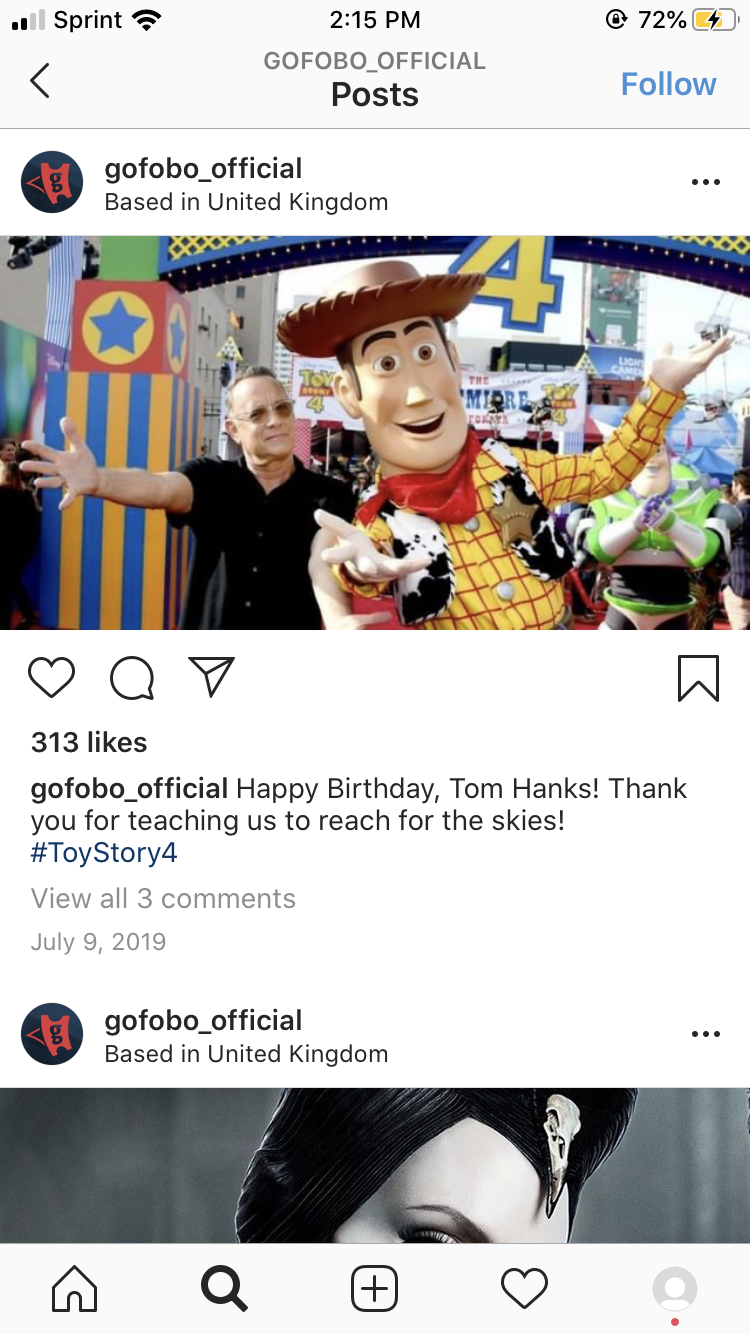 Sprint 2:15 PM 72%
GOFOBO_OFFICIAL
Posts
Follow
g
gofobo_official
Based in United Kingdom
4
TOY
STORY
4
THE
TOY
4
LIGHT
CAMERA
313 likes
gofobo_official Happy Birthday, Tom Hanks! Thank
you for teaching us to reach for the skies!
#ToyStory4
View all 3 comments
July 9, 2019
g
gofobo_official
Based in United Kingdom